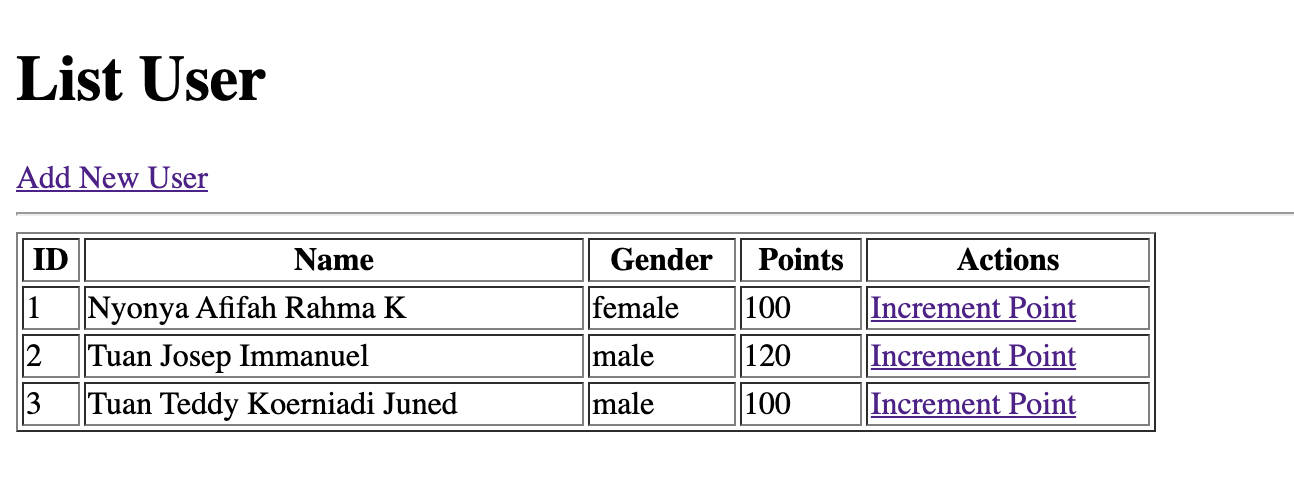 List User
Add New User
ID Name Gender Points Actions
1 Nyonya Afifah Rahma K female 100 Increment Point
2 Tuan Josep Immanuel male 120 Increment Point
3 Tuan Teddy Koerniadi Juned male 100 Increment Point